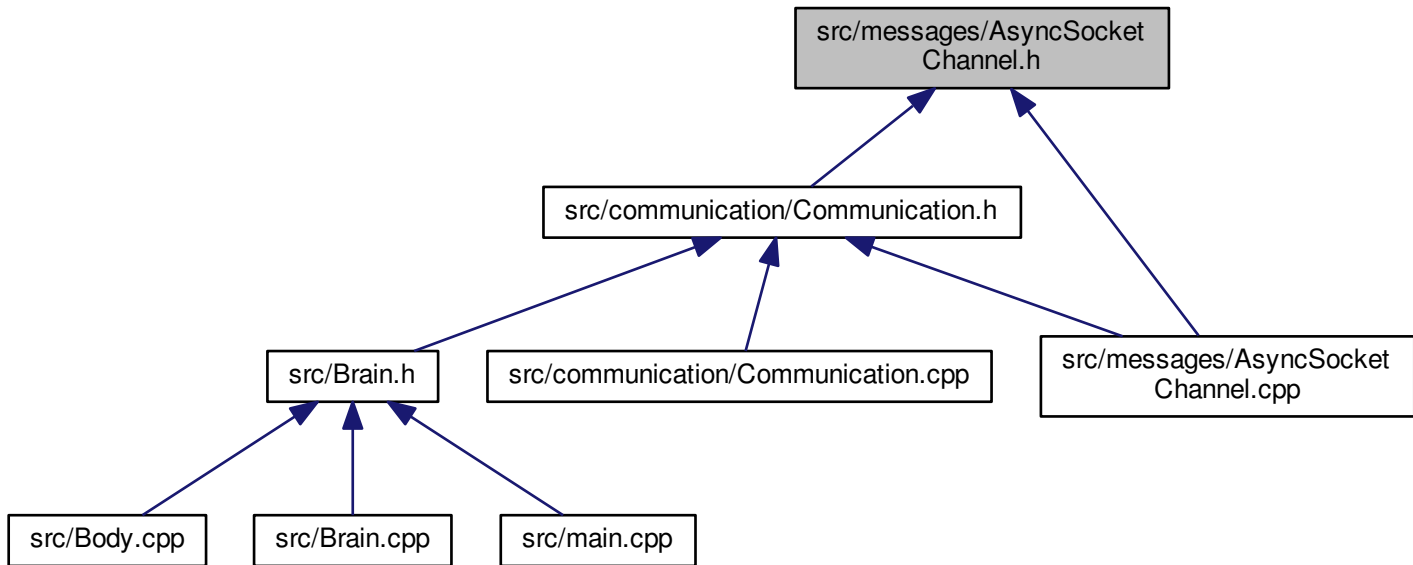 src/messages/AsyncSocket
Channel.h
src/communication/Communication.h
src/Brain.h
src/communication/Communication.cpp
src/messages/AsyncSocket
Channel.cpp
src/Body.cpp
src/Brain.cpp
src/main.cpp